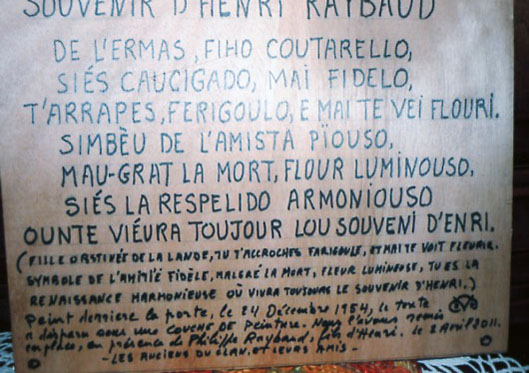 SOUVENIR D'HENRI RAYBAUD
DE L'ERMAS, FIHO COUTARELLO,
SIÉS CAUCIGADO, MAI FIDELO,
T'ARRAPES, FERIGOULO, E MAI TE VEI FLOURI.
SIMBÈU DE L'AMISTA PÏOUSO,
MAU-GRAT LA MORT, FLOUR LUMINOUSO,
SIÉS LA RESPELIDO ARMONIOUSO
OUNTE VIÉURA TOUJOUR LOU SOUVENI D'ENRI.
(FILLE OBSTINÉE DE LA LANDE, TU T'ACCROCHES FARIGOULE, ET MAI TE VOIT FLEURIR.
SYMBOLE DE L'AMITIÉ FIDÈLE, MALGRÉ LA MORT, FLEUR LUMINEUSE, TU ES LA
RENAISSANCE HARMONIEUSE OÙ VIVRA TOUJOURS LE SOUVENIR D'HENRI.)
Peint derrière la porte, le 24 Décembre 1954, le texte
a disparu sous une COUCHE DE PEINTURE. Nous l'avons remis
en place, en présence de Philippe Raybaud, fils d'Henri. le 2 Avril 2011.
- LES ANCIENS DU CLAN, ET LEURS AMIS -